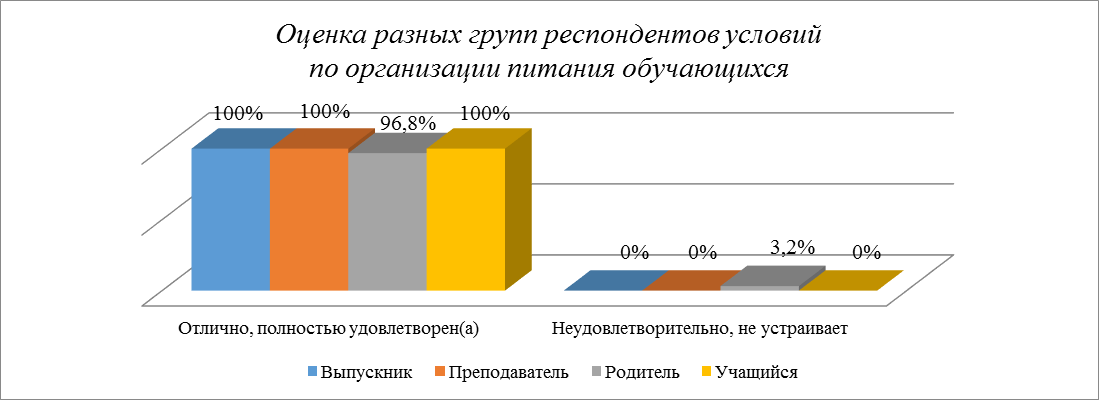 Оценка разных групп респондентов условий
по организации питания обучающихся
100% 100% 96,8% 100%
0% 0% 3,2% 0%
Отлично, полностью удовлетворен(а) Неудовлетворительно, не устраивает
Выпускник Преподаватель Родитель Учащийся